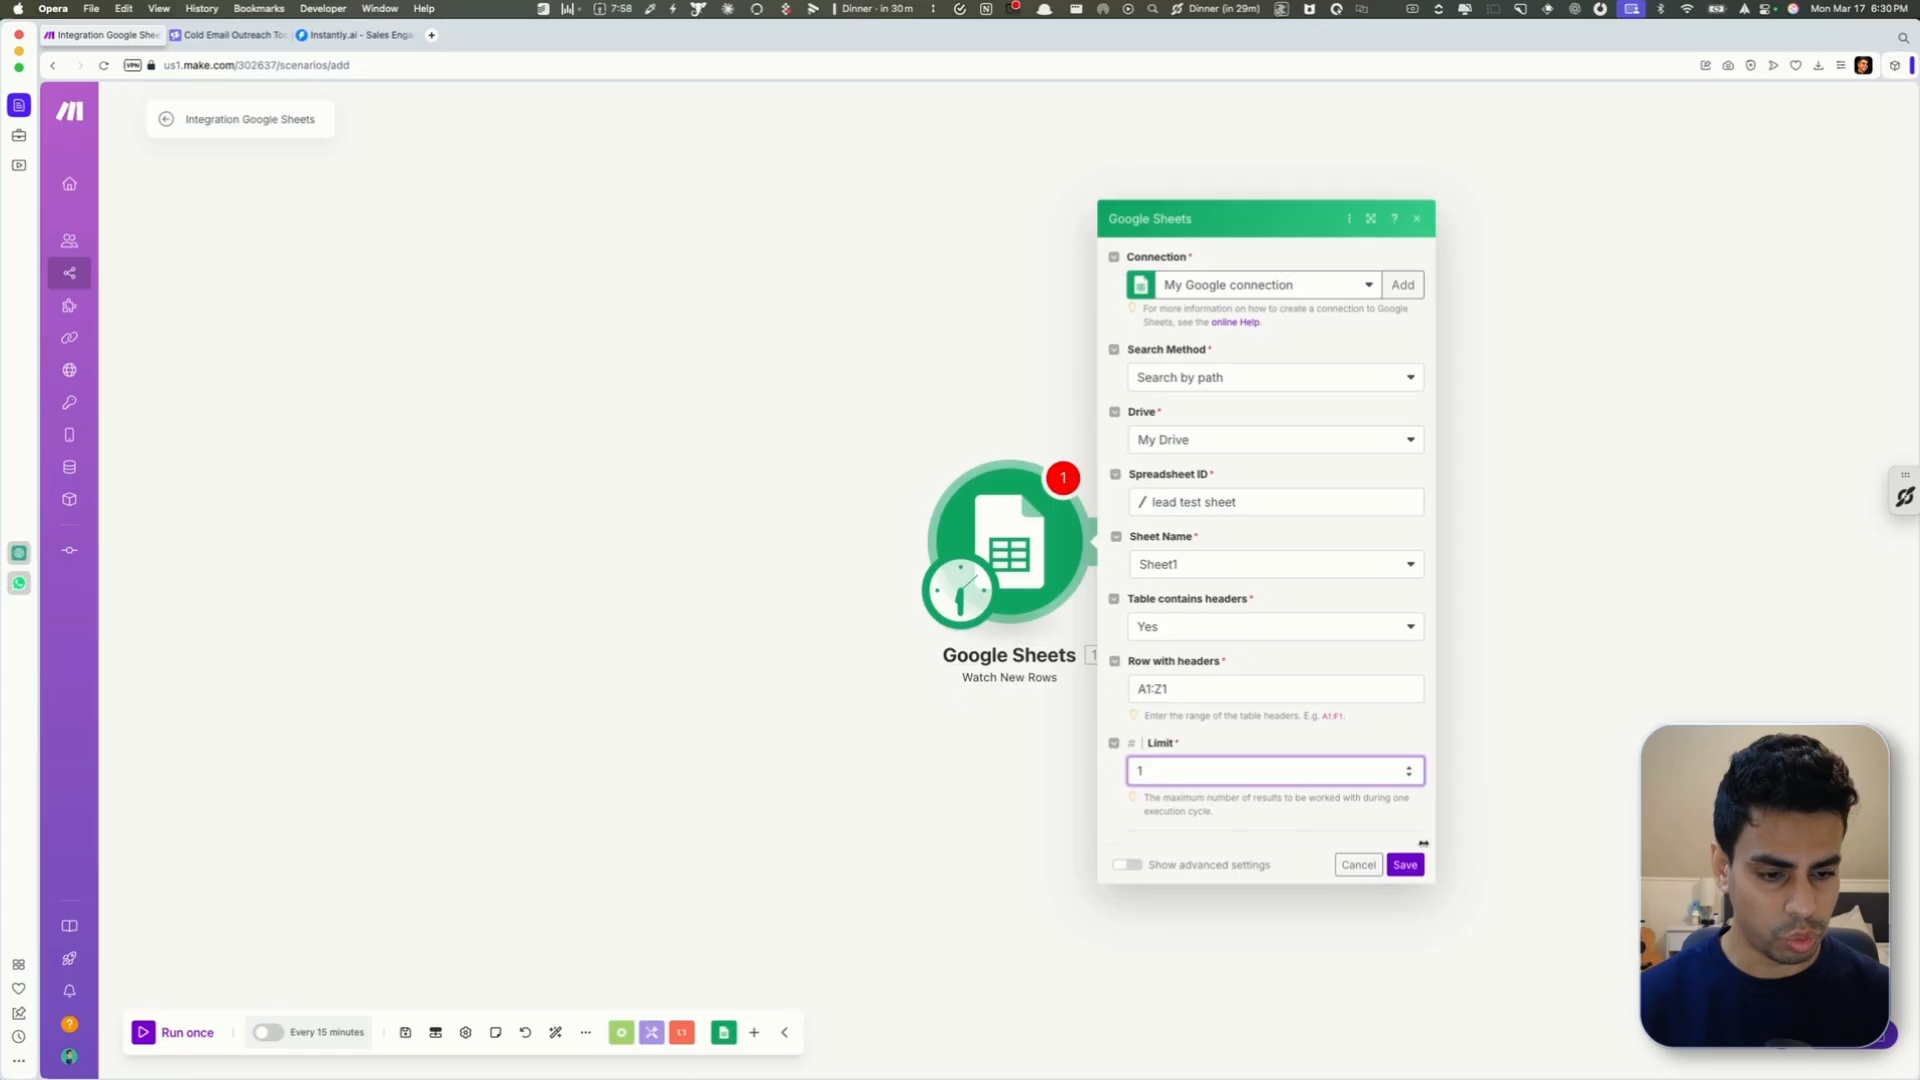 Opera File Edit View History Bookmarks Developer Window Help
7:58
Dinner - in 30 m
Dinner (in 29m)
Mon Mar 17 6:30 PM
Integration Google Shee
Cold Email Outreach Too
Instantly.ai - Sales Enga
VPN
us1.make.com/302637/scenarios/add
Integration Google Sheets
Google Sheets
?
Connection *
My Google connection
Add
For more information on how to create a connection to Google
Sheets, see the online Help.
Search Method *
Search by path
Drive *
My Drive
Spreadsheet ID *
/ lead test sheet
Sheet Name *
Sheet1
Table contains headers *
Yes
Row with headers *
A1:Z1
Enter the range of the table headers. E.g. A1:F1.
# Limit *
1
The maximum number of results to be worked with during one
execution cycle.
Show advanced settings
Cancel
Save
1
Google Sheets
1
Watch New Rows
Run once
Every 15 minutes